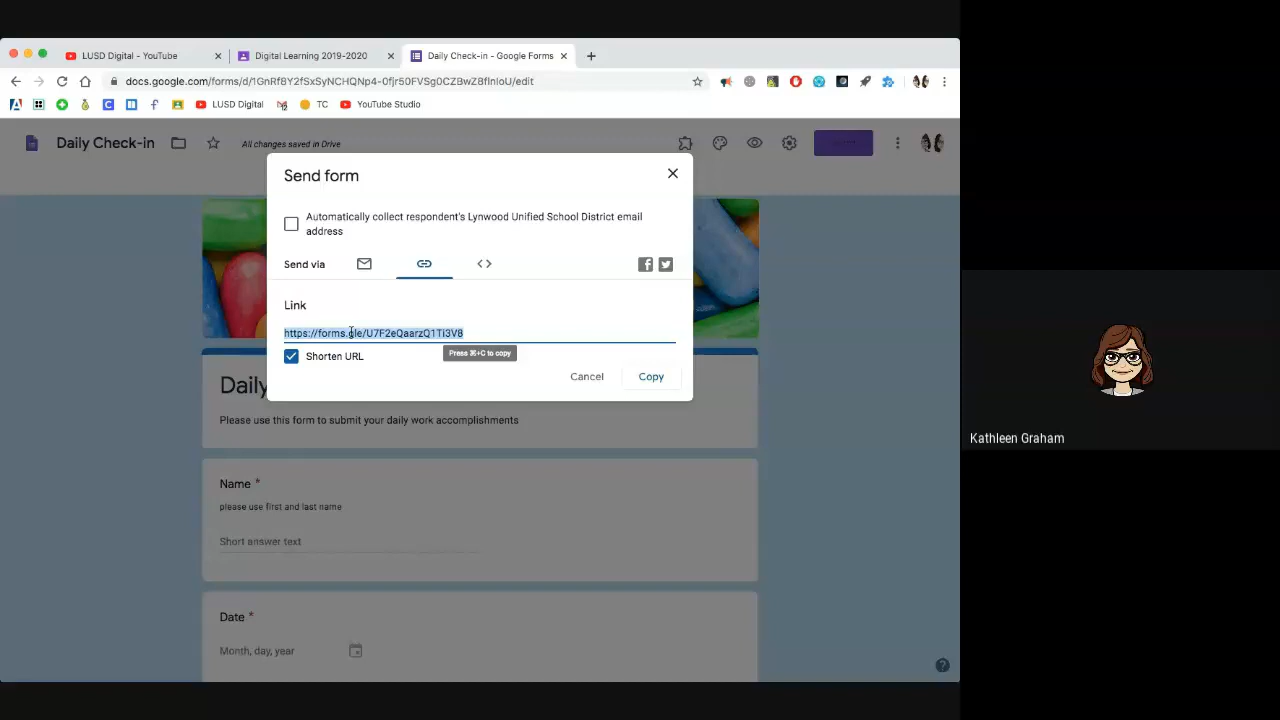 LUSD Digital - YouTube
Digital Learning 2019-2020
Daily Check-in - Google Forms
docs.google.com/forms/d/1GnRf8Y2fSxSyNCHQNp4-0fjr50FVSg0CZBwZ8fInIoU/edit
LUSD Digital
TC
YouTube Studio
Daily Check-in
All changes saved in Drive
Send form
Automatically collect respondent's Lynwood Unified School District email
address
Send via
Link
https://forms.gle/U7F2eQaarzQ1Ti3V8
Press ⌘+C to copy
Shorten URL
Cancel
Copy
Daily
Please use this form to submit your daily work accomplishments
Name *
please use first and last name
Short answer text
Date *
Month, day, year
Kathleen Graham